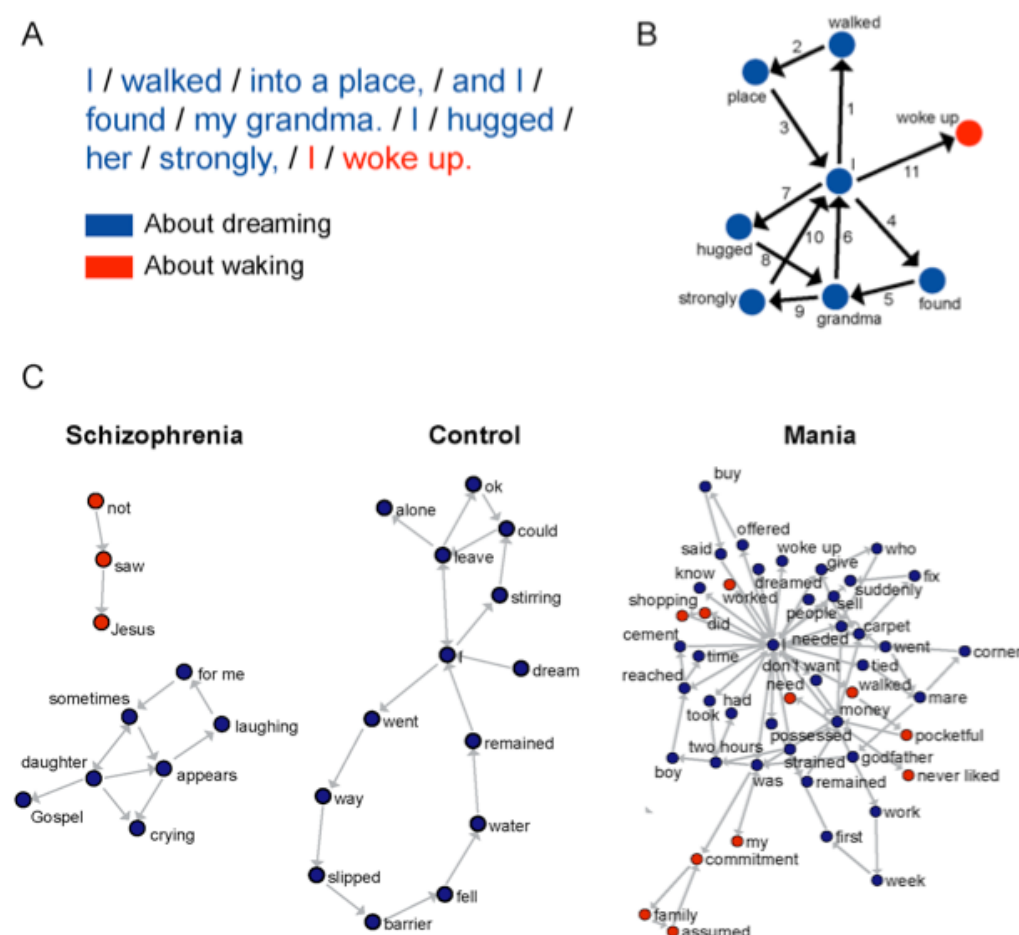 A
I / walked / into a place, / and I /
found / my grandma. / I / hugged /
her / strongly, / I / woke up.
About dreaming
About waking
B
walked
2
place
1
woke up
3
I
11
7
4
hugged
10
6
8
strongly
9
5
grandma
found
C
Schizophrenia
not
saw
Jesus
for me
sometimes
laughing
daughter
appears
Gospel
crying
Control
ok
alone
could
leave
stirring
I
dream
went
remained
way
water
slipped
fell
barrier
Mania
buy
offered
said
woke up
who
give
know
dreamed
fix
suddenly
worked
shopping
people
sell
did
needed
carpet
cement
went
corner
time
don't want
tied
reached
need
walked
had
mare
took
money
possessed
pocketful
two hours
strained
godfather
boy
was
remained
never liked
work
my
first
commitment
week
family
assumed